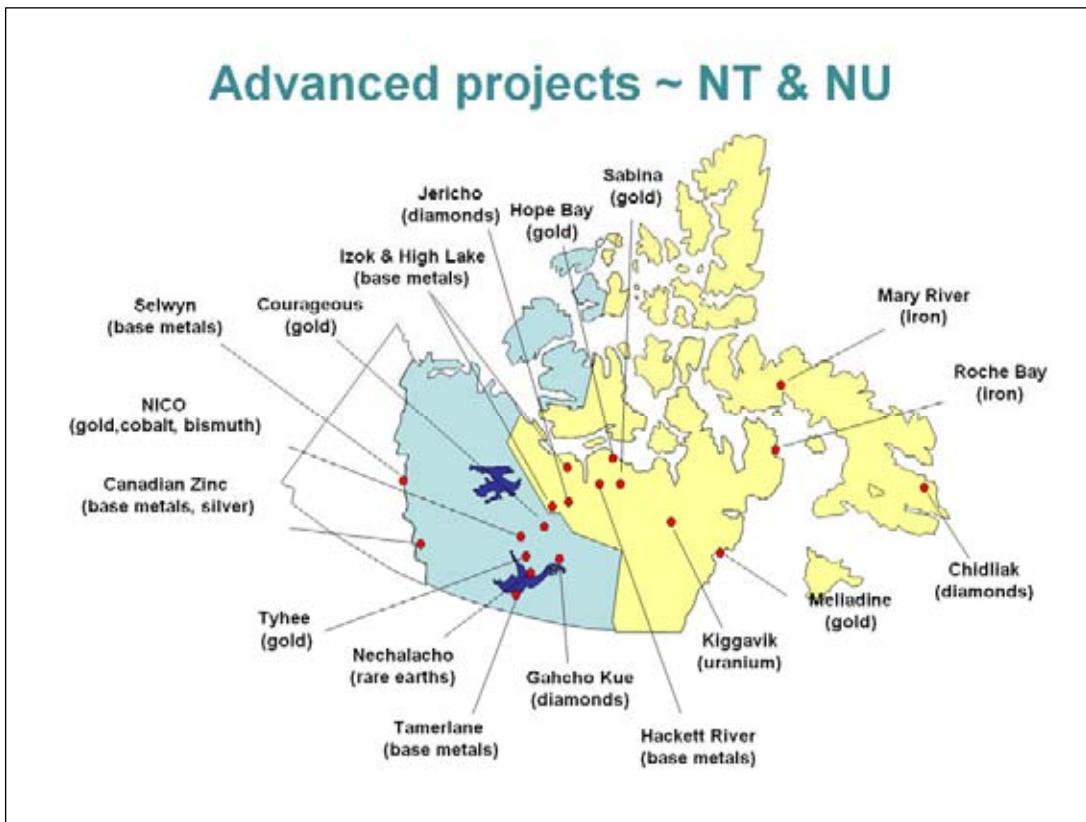 Advanced projects ~ NT & NU
Sabina
(gold)
Jericho
(diamonds)
Hope Bay
(gold)
Izok & High Lake
(base metals)
Selwyn
(base metals)
Courageous
(gold)
Mary River
(iron)
Roche Bay
(iron)
NICO
(gold,cobalt, bismuth)
Canadian Zinc
(base metals, silver)
Chidliak
(diamonds)
Meliadine
(gold)
Tyhee
(gold)
Kiggavik
(uranium)
Nechalacho
(rare earths)
Gahcho Kue
(diamonds)
Tamerlane
(base metals)
Hackett River
(base metals)